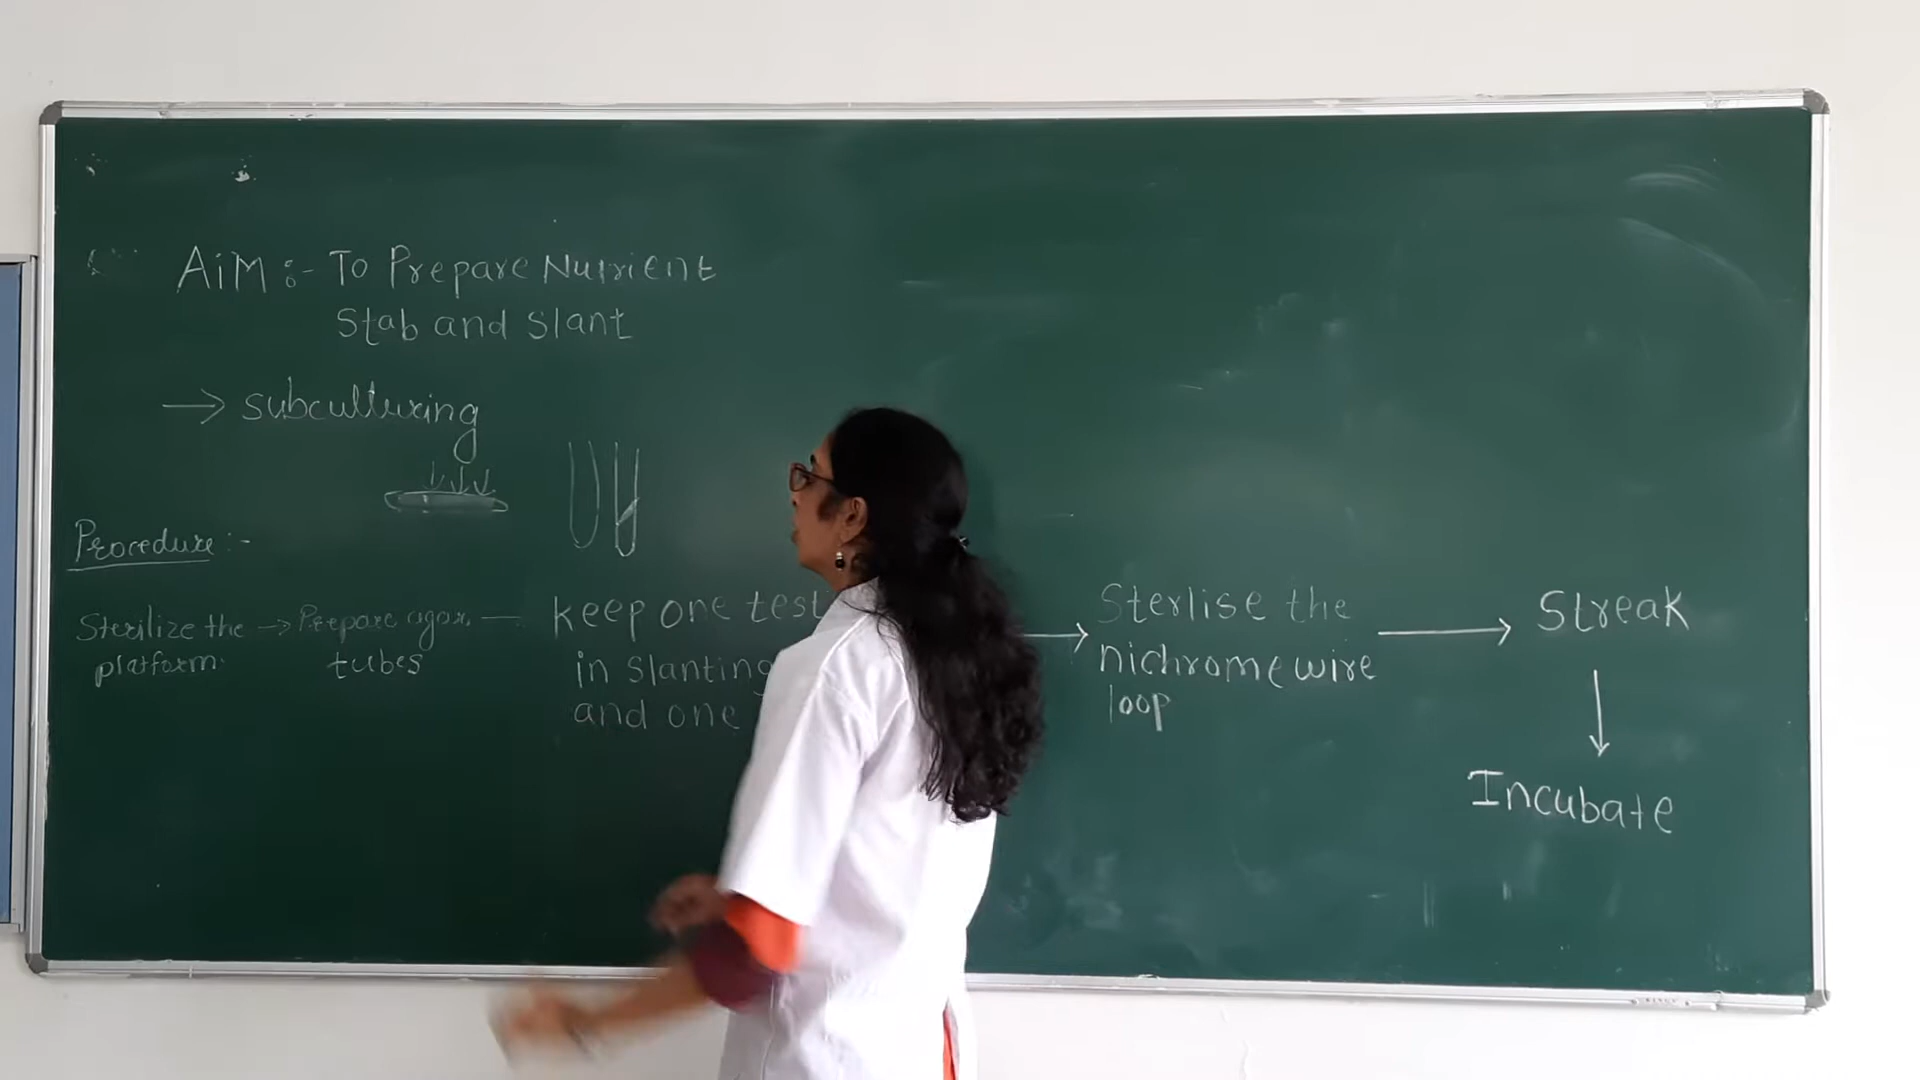 AiM :- To Prepare Nutrient
Stab and Slant
→ subculturing
Procedure :-
Sterilize the → Prepare agar —
platform.
tubes
keep one test
in slanting
and one
→ Sterlise the
nichrome wire
loop
→ Streak
↓
Incubate